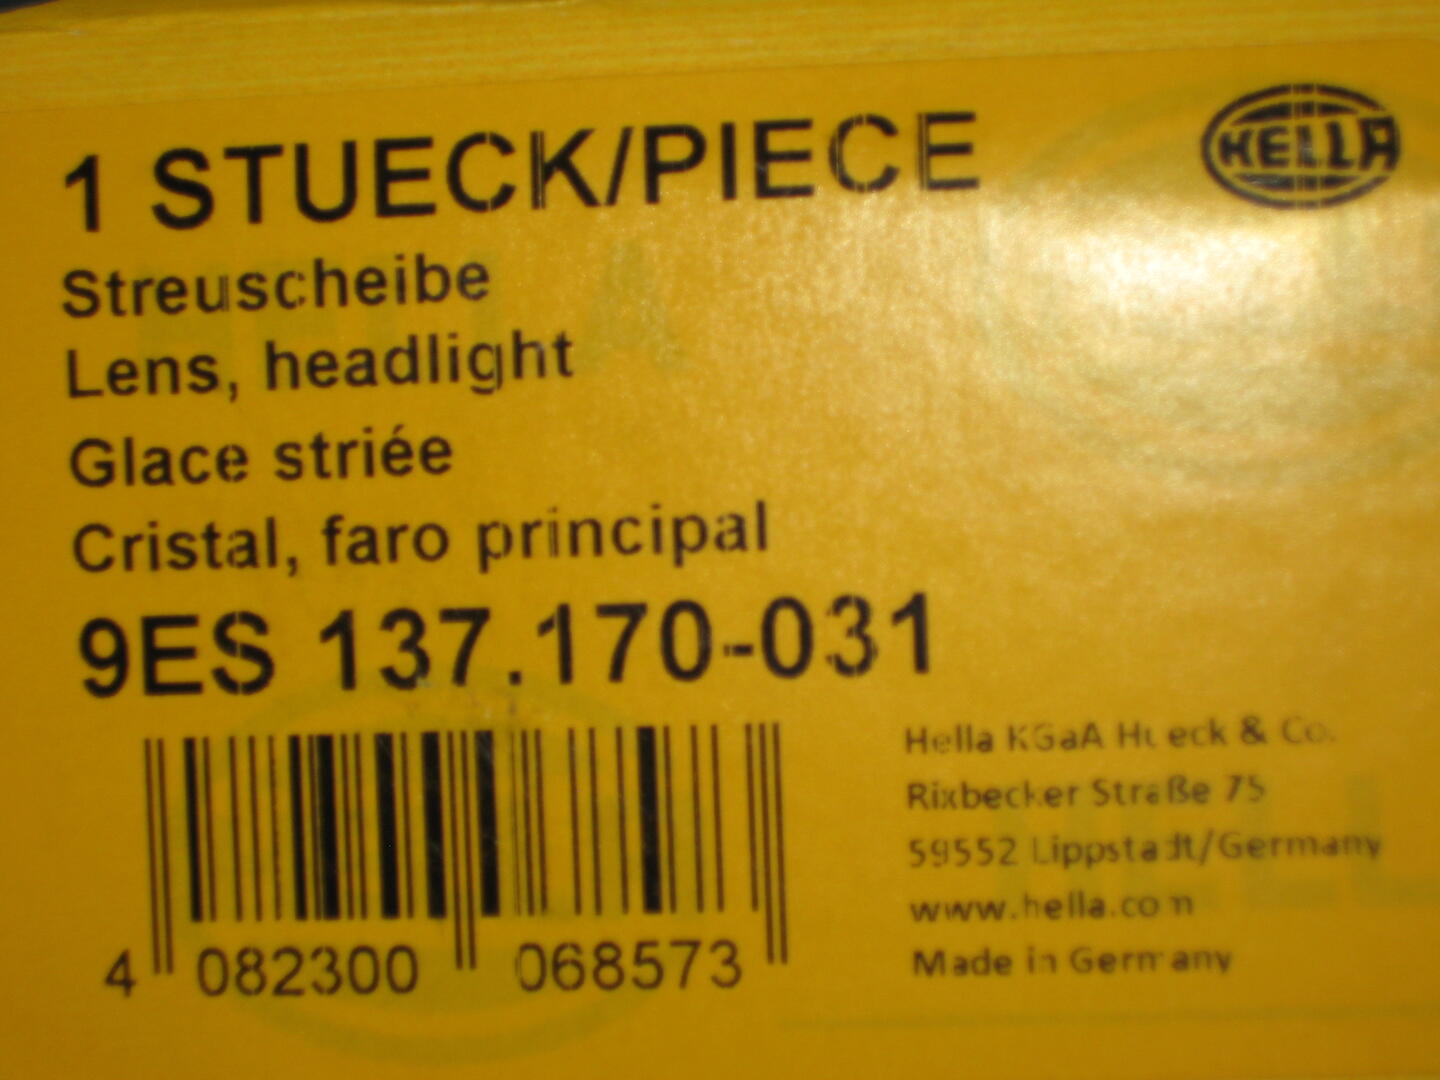 1 STUECK/PIECE
HELLA
Streuscheibe
Lens, headlight
Glace striée
Cristal, faro principal
9ES 137.170-031
Hella KGaA Hueck & Co.
Rixbecker Straße 75
59552 Lippstadt/Germany
www.hella.com
Made in Germany
4 082300 068573